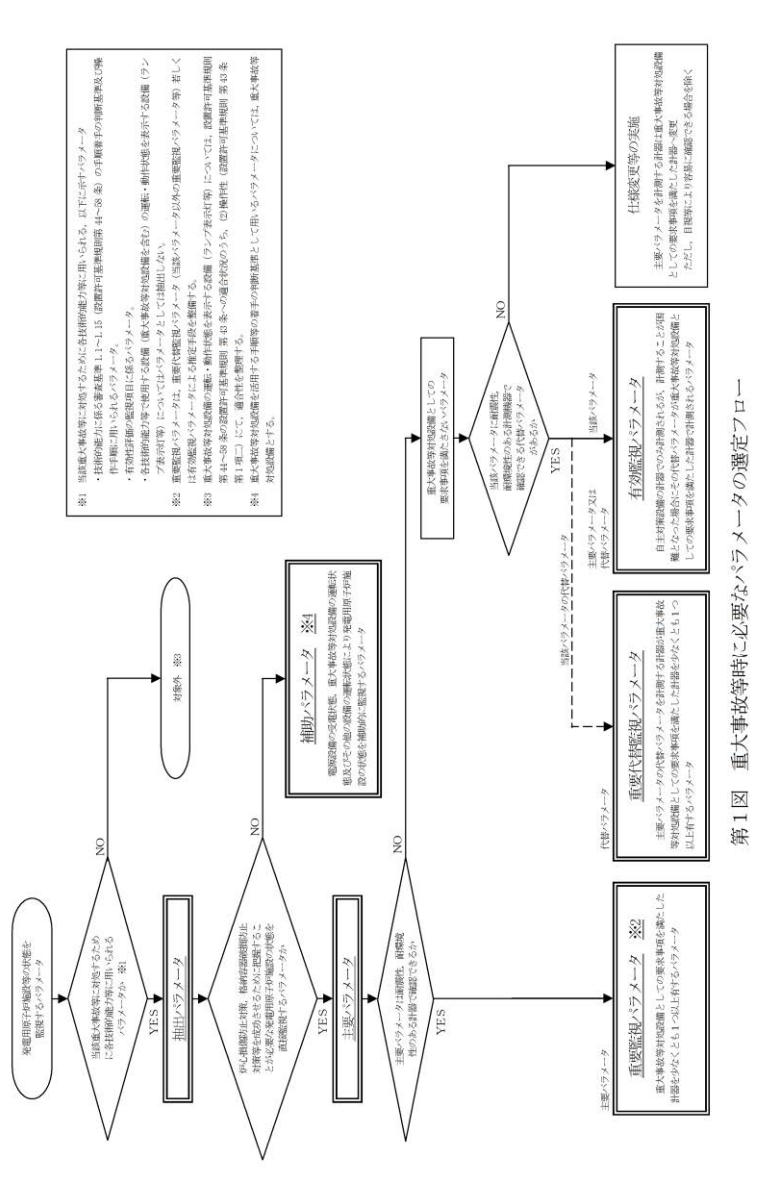 発電用原子炉施設等の状態を
監視するパラメータ
当該重大事故等に対処するため
に各技術的能力等に用いられる
パラメータか　※1
NO
対象外　※3
YES
抽出パラメータ
炉心損傷防止対策，格納容器破損防止
対策等を成功させるために把握するこ
とが必要な発電用原子炉施設の状態を
直接監視するパラメータか
NO
補助パラメータ　※4
電源設備の受電状態，重大事故等対処設備の運転状
態及びその他の設備の運転状態により発電用原子炉施
設の状態を補助的に監視するパラメータ
YES
主要パラメータ
主要パラメータは耐震性，耐環境
性のある計器で確認できるか
NO
YES
重大事故等対処設備としての
要求事項を満たさないパラメータ
当該パラメータに耐震性，
耐環境性のある計測機器で
確認できる代替パラメータ
があるか
NO
YES
当該パラメータの代替パラメータ
当該パラメータ
主要パラメータ
重要監視パラメータ　※2
重大事故等対処設備としての要求事項を満たした
計器を少なくとも１つ以上有するパラメータ
代替パラメータ
重要代替監視パラメータ
主要パラメータの代替パラメータを計測する計器が重大事故
等対処設備としての要求事項を満たした計器を少なくとも１つ
以上有するパラメータ
主要パラメータ又は
代替パラメータ
有効監視パラメータ
自主対策設備の計器でのみ計測されるが，計測することが困
難となった場合にその代替パラメータが重大事故等対処設備と
しての要求事項を満たした計器で計測されるパラメータ
仕様変更等の実施
主要パラメータを計測する計器は重大事故等対処設備
としての要求事項を満たした計器へ変更
ただし，目視等により容易に確認できる場合を除く
※1　当該重大事故等に対処するために各技術的能力等に用いられる，以下に示すパラメータ
・技術的能力に係る審査基準 1.1～1.15（設置許可基準規則第 44～58 条）の手順着手の判断基準及び操
作手順に用いられるパラメータ。
・有効性評価の監視項目に係るパラメータ。
・各技術的能力等で使用する設備（重大事故等対処設備を含む）の運転・動作状態を表示する設備（ラン
プ表示灯等）についてはパラメータとしては抽出しない。
※2　重要監視パラメータは，重要代替監視パラメータ（当該パラメータ以外の重要監視パラメータ等）若しく
は有効監視パラメータによる推定手段を整備する。
※3　重大事故等対処設備の運転・動作状態を表示する設備（ランプ表示灯等）については，設置許可基準規則
第 44～58 条の設置許可基準規則 第 43 条への適合状況のうち，(2)操作性（設置許可基準規則 第 43 条
第 1 項二）にて，適合性を整理する。
※4　重大事故等対処設備を活用する手順等の着手の判断基準として用いるパラメータについては，重大事故等
対処設備とする。
第１図　重大事故等時に必要なパラメータの選定フロー